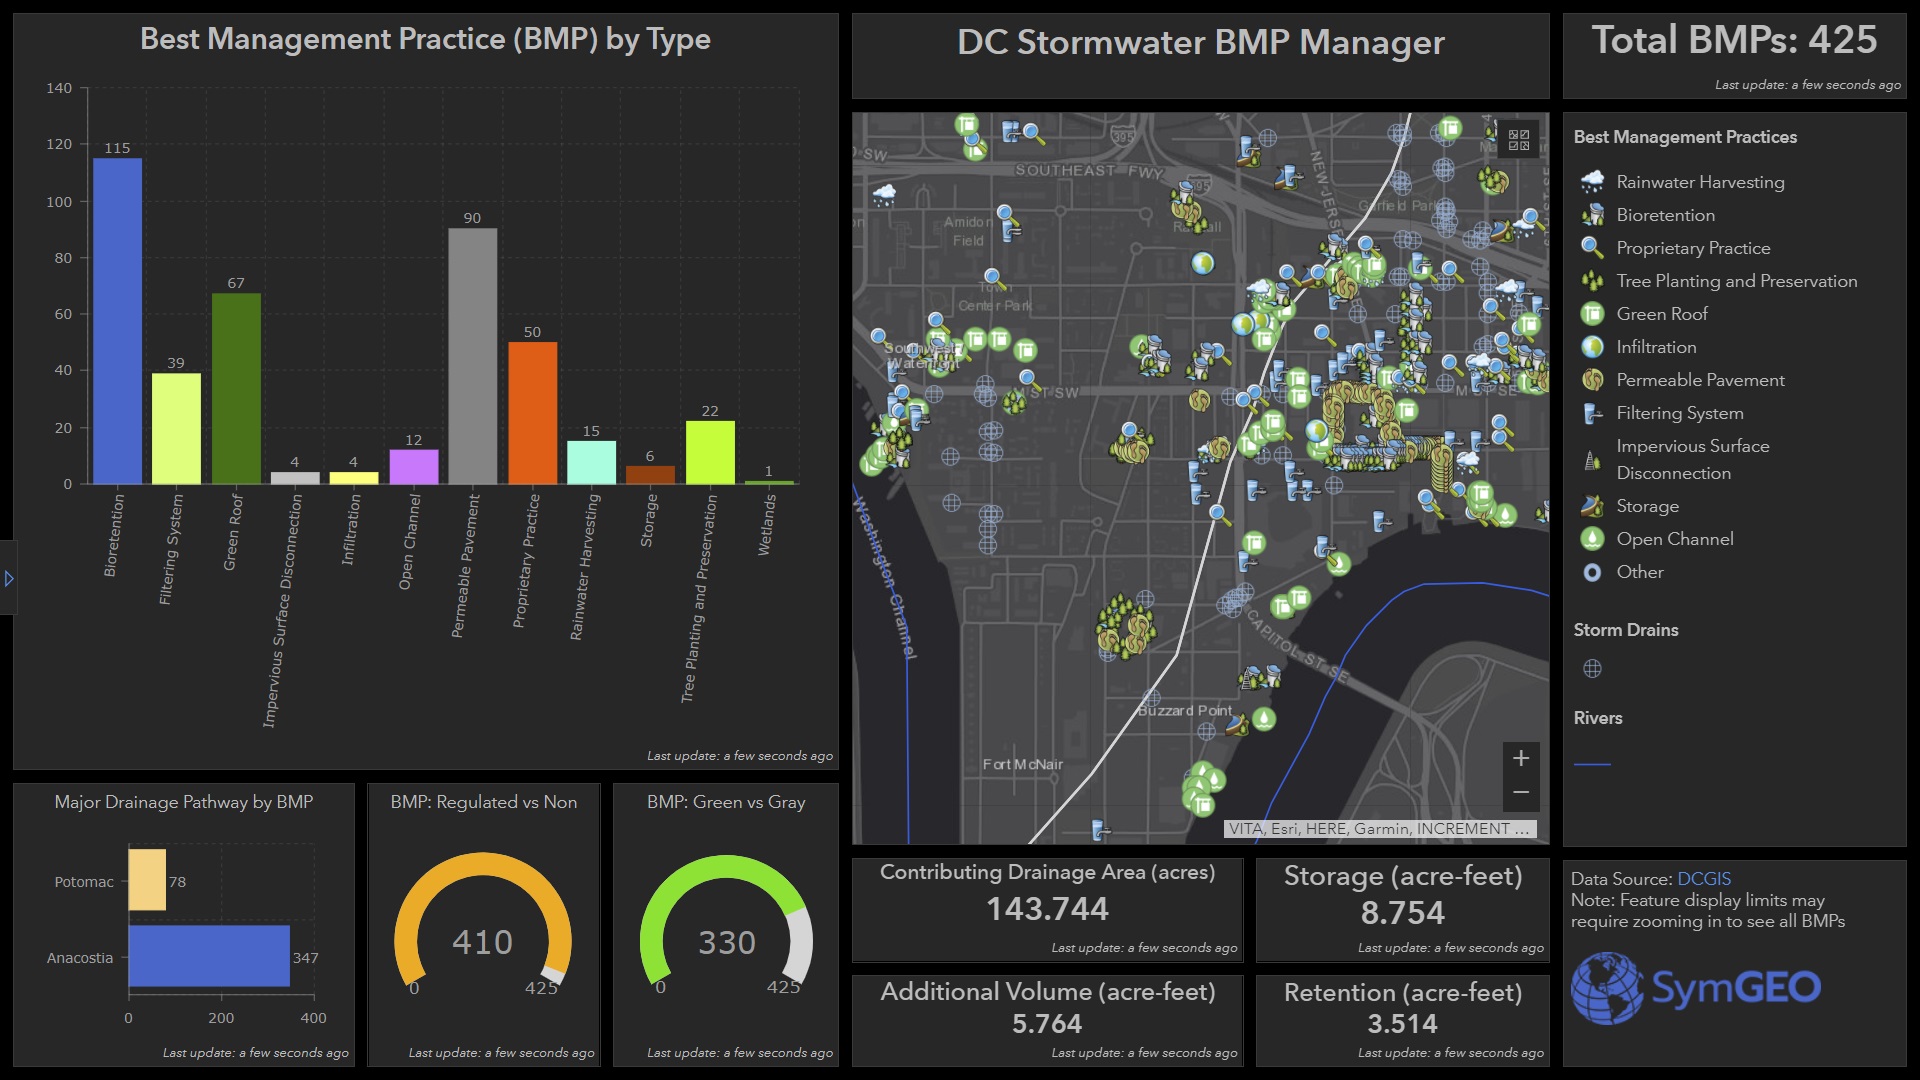 Best Management Practice (BMP) by Type
140
120
100
80
60
40
20
0
115
39
67
4
4
12
90
50
15
6
22
1
Bioretention
Filtering System
Green Roof
Impervious Surface Disconnection
Infiltration
Open Channel
Permeable Pavement
Proprietary Practice
Rainwater Harvesting
Storage
Tree Planting and Preservation
Wetlands
Last update: a few seconds ago
Major Drainage Pathway by BMP
Potomac
78
Anacostia
347
0
200
400
Last update: a few seconds ago
BMP: Regulated vs Non
410
0
425
Last update: a few seconds ago
BMP: Green vs Gray
330
0
425
Last update: a few seconds ago
DC Stormwater BMP Manager
395
SW
SOUTHEAST FWY
NEW JERSE
Garfield Park
Amidon
Field
Town
Center Park
Southwest
Waterfront
M ST SW
M ST SE
Washington Channel
CAPITOL ST SE
Buzzard Point
Fort McNair
+
−
VITA, Esri, HERE, Garmin, INCREMENT ...
Contributing Drainage Area (acres)
143.744
Last update: a few seconds ago
Storage (acre-feet)
8.754
Last update: a few seconds ago
Additional Volume (acre-feet)
5.764
Last update: a few seconds ago
Retention (acre-feet)
3.514
Last update: a few seconds ago
Total BMPs: 425
Last update: a few seconds ago
Best Management Practices
Rainwater Harvesting
Bioretention
Proprietary Practice
Tree Planting and Preservation
Green Roof
Infiltration
Permeable Pavement
Filtering System
Impervious Surface
Disconnection
Storage
Open Channel
Other
Storm Drains
Rivers
Data Source: DCGIS
Note: Feature display limits may
require zooming in to see all BMPs
SymGEO